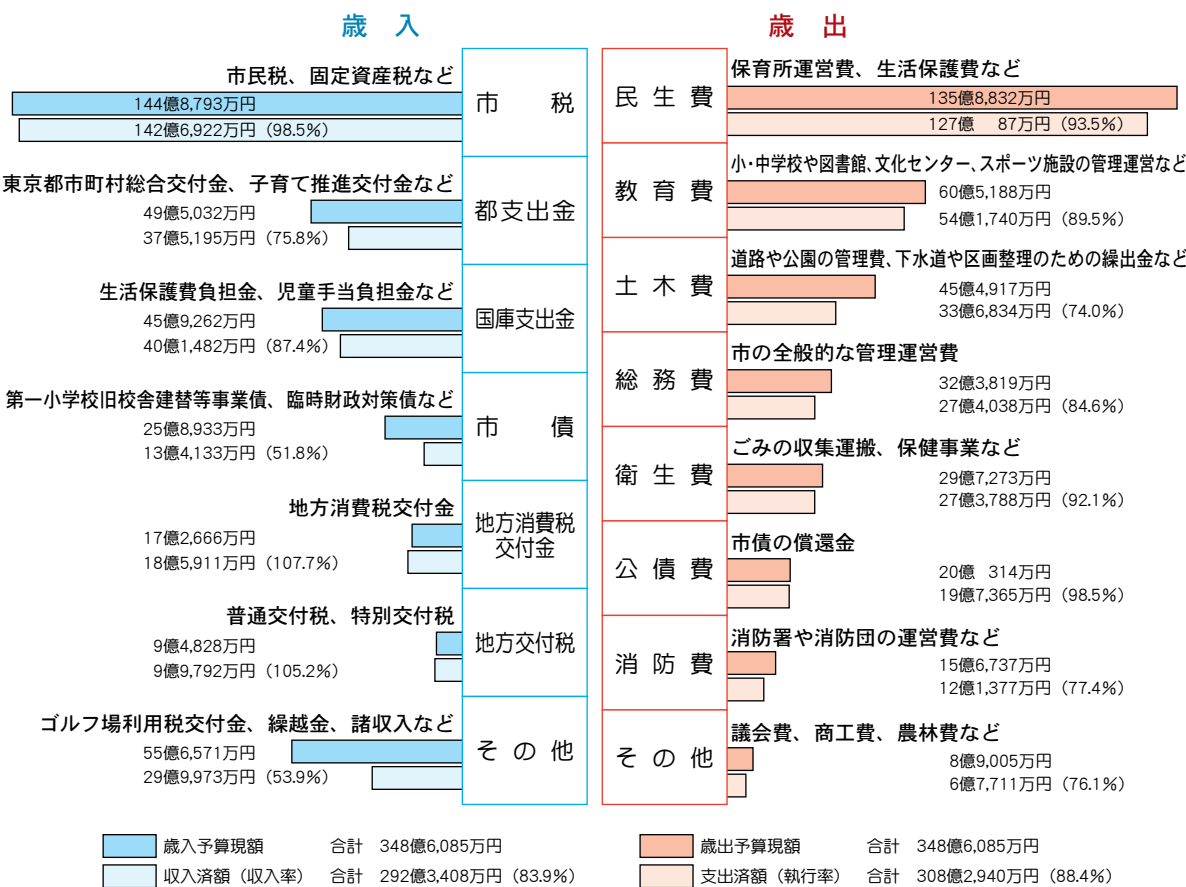 歳　入
市民税、固定資産税など
市　税
144億8,793万円
142億6,922万円（98.5%）
東京都市町村総合交付金、子育て推進交付金など
都支出金
49億5,032万円
37億5,195万円（75.8%）
生活保護費負担金、児童手当負担金など
国庫支出金
45億9,262万円
40億1,482万円（87.4%）
第一小学校旧校舎建替等事業債、臨時財政対策債など
市　債
25億8,933万円
13億4,133万円（51.8%）
地方消費税交付金
地方消費税
交付金
17億2,666万円
18億5,911万円（107.7%）
普通交付税、特別交付税
地方交付税
9億4,828万円
9億9,792万円（105.2%）
ゴルフ場利用税交付金、繰越金、諸収入など
その他
55億6,571万円
29億9,973万円（53.9%）
歳入予算現額　合計　348億6,085万円
収入済額（収入率）　合計　292億3,408万円（83.9%）
歳　出
民生費
保育所運営費、生活保護費など
135億8,832万円
127億　87万円（93.5%）
教育費
小・中学校や図書館、文化センター、スポーツ施設の管理運営など
60億5,188万円
54億1,740万円（89.5%）
土木費
道路や公園の管理費、下水道や区画整理のための繰出金など
45億4,917万円
33億6,834万円（74.0%）
総務費
市の全般的な管理運営費
32億3,819万円
27億4,038万円（84.6%）
衛生費
ごみの収集運搬、保健事業など
29億7,273万円
27億3,788万円（92.1%）
公債費
市債の償還金
20億　314万円
19億7,365万円（98.5%）
消防費
消防署や消防団の運営費など
15億6,737万円
12億1,377万円（77.4%）
その他
議会費、商工費、農林費など
8億9,005万円
6億7,711万円（76.1%）
歳出予算現額　合計　348億6,085万円
支出済額（執行率）　合計　308億2,940万円（88.4%）